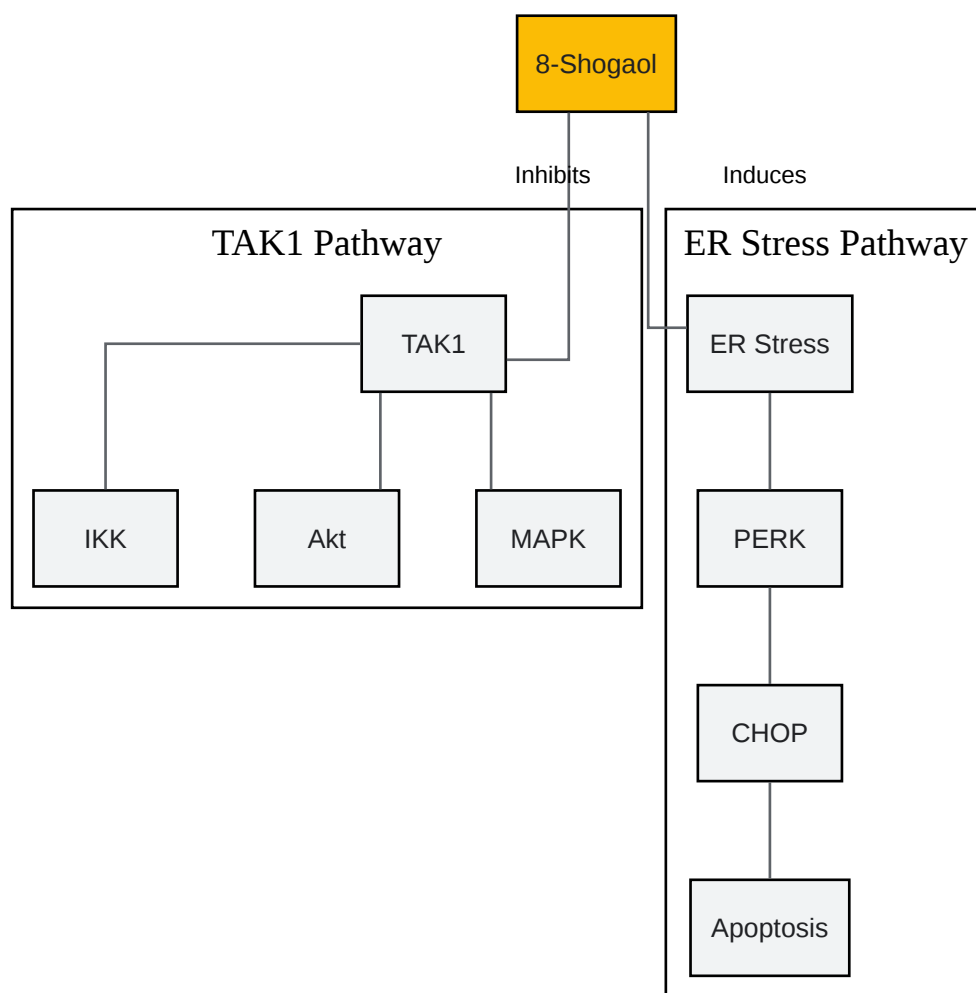 8-Shogaol
Inhibits
Induces
TAK1 Pathway
ER Stress Pathway
TAK1
ER Stress
IKK
Akt
MAPK
PERK
CHOP
Apoptosis